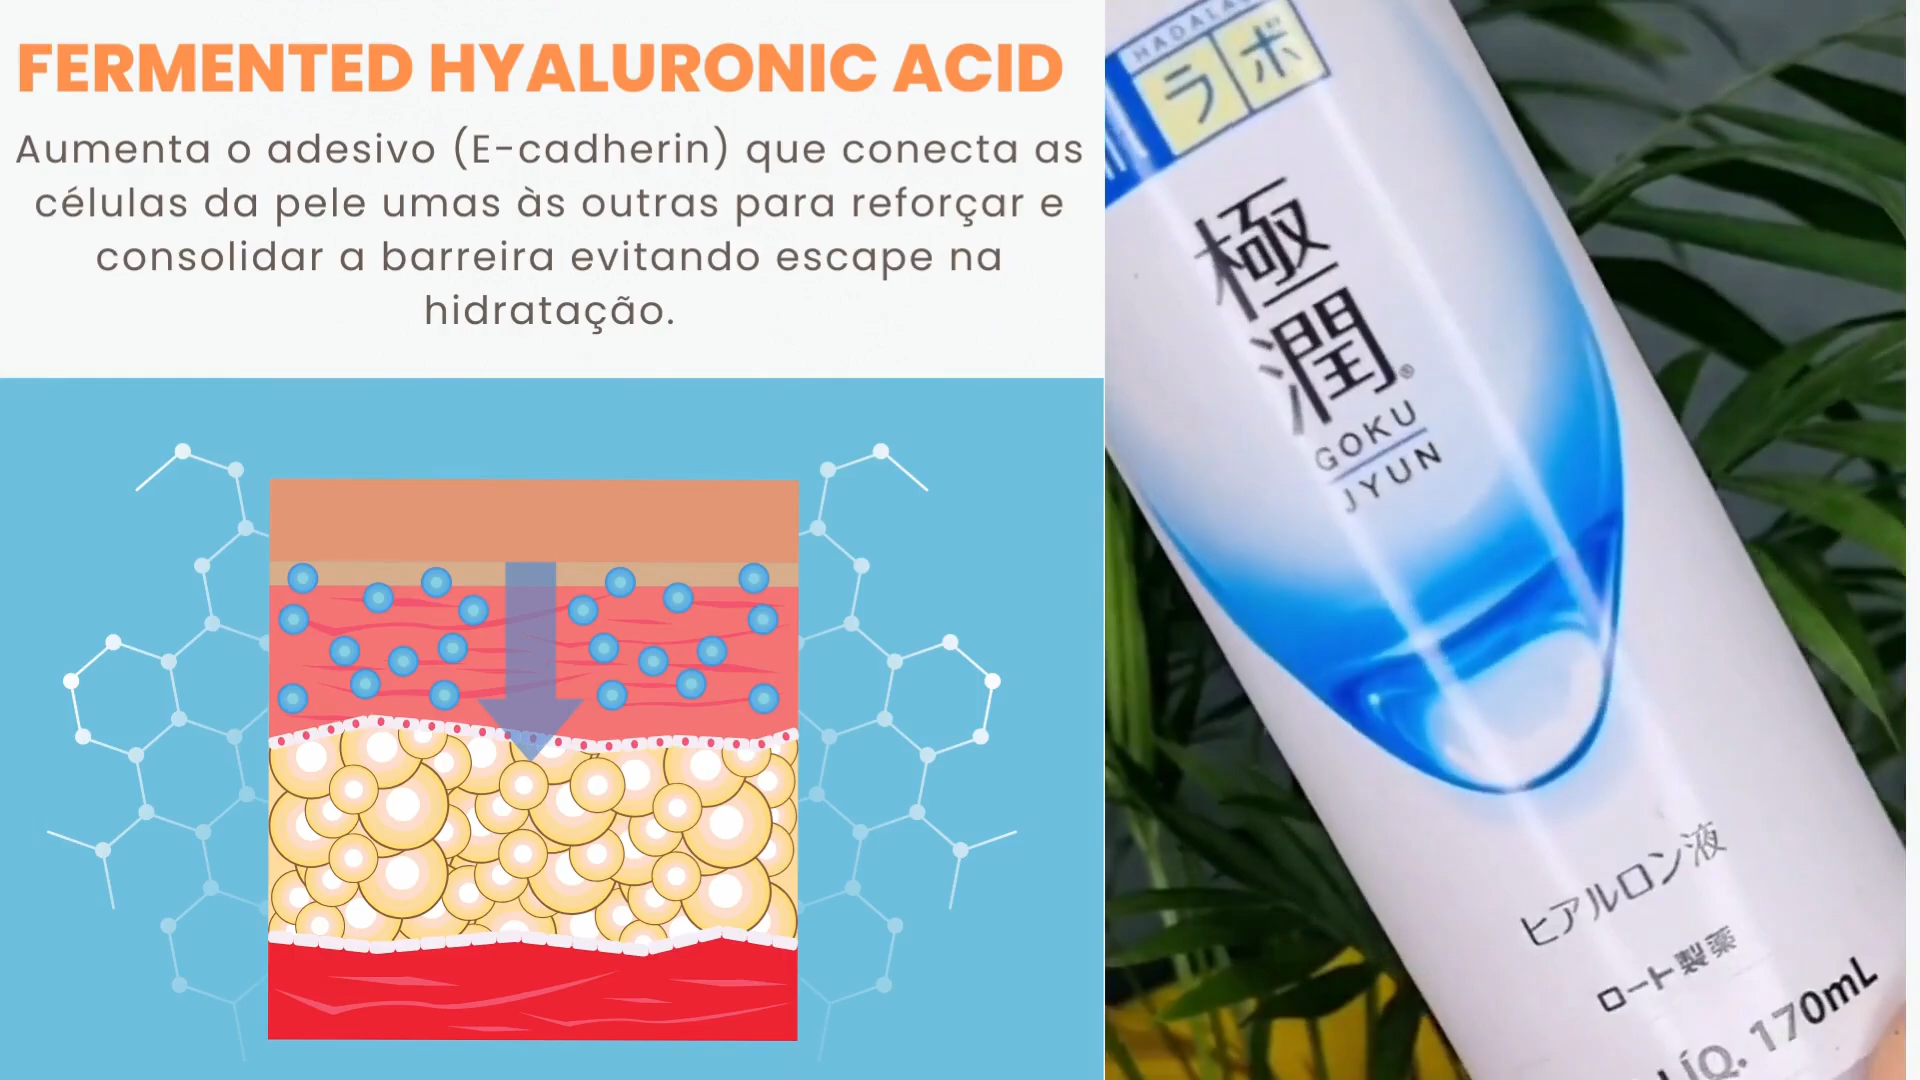 FERMENTED HYALURONIC ACID
Aumenta o adesivo (E-cadherin) que conecta as
células da pele umas às outras para reforçar e
consolidar a barreira evitando escape na
hidratação.
ラボ
極潤®
GOKU
JYUN
ヒアルロン液
ロート製薬
LÍQ. 170mL